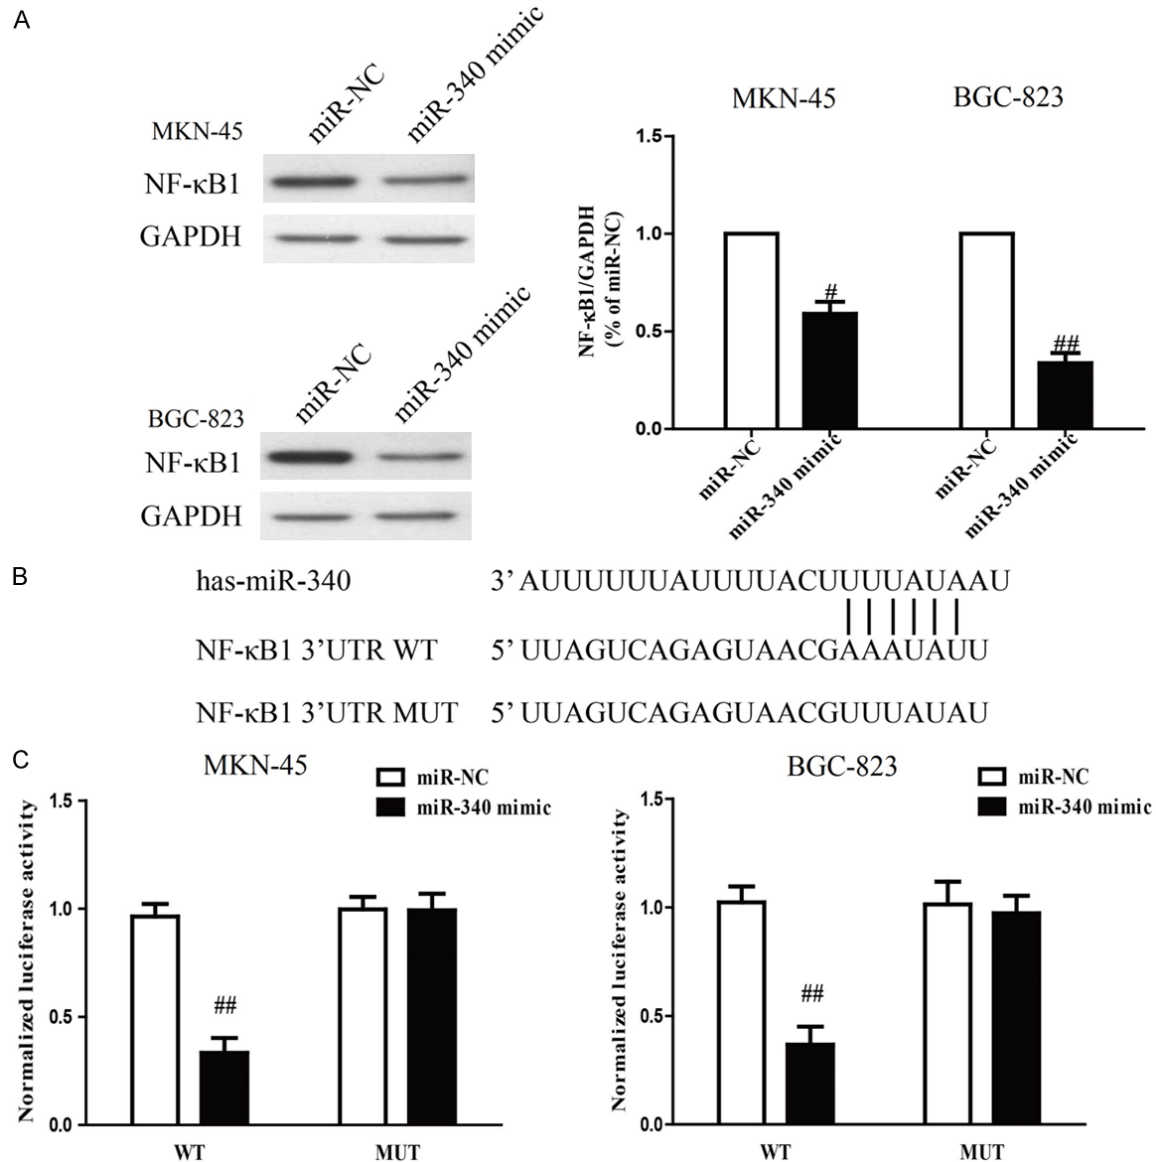 A
MKN-45
miR-NC
miR-340 mimic
NF-κB1
GAPDH
BGC-823
miR-NC
miR-340 mimic
NF-κB1
GAPDH
MKN-45
BGC-823
NF-κB1/GAPDH
(% of miR-NC)
1.5
1.0
0.5
0.0
#
##
miR-NC
miR-340 mimic
miR-NC
miR-340 mimic
B
has-miR-340 3’ AUUUUUUAUUUUACUUUUAUAAU
NF-κB1 3’UTR WT 5’ UUAGUCAGAGUAACGAAAUAUU
NF-κB1 3’UTR MUT 5’ UUAGUCAGAGUAACGUUUAUAU
C
MKN-45
miR-NC
miR-340 mimic
Normalized luciferase activity
1.5
1.0
0.5
0.0
##
WT
MUT
BGC-823
miR-NC
miR-340 mimic
Normalized luciferase activity
1.5
1.0
0.5
0.0
##
WT
MUT